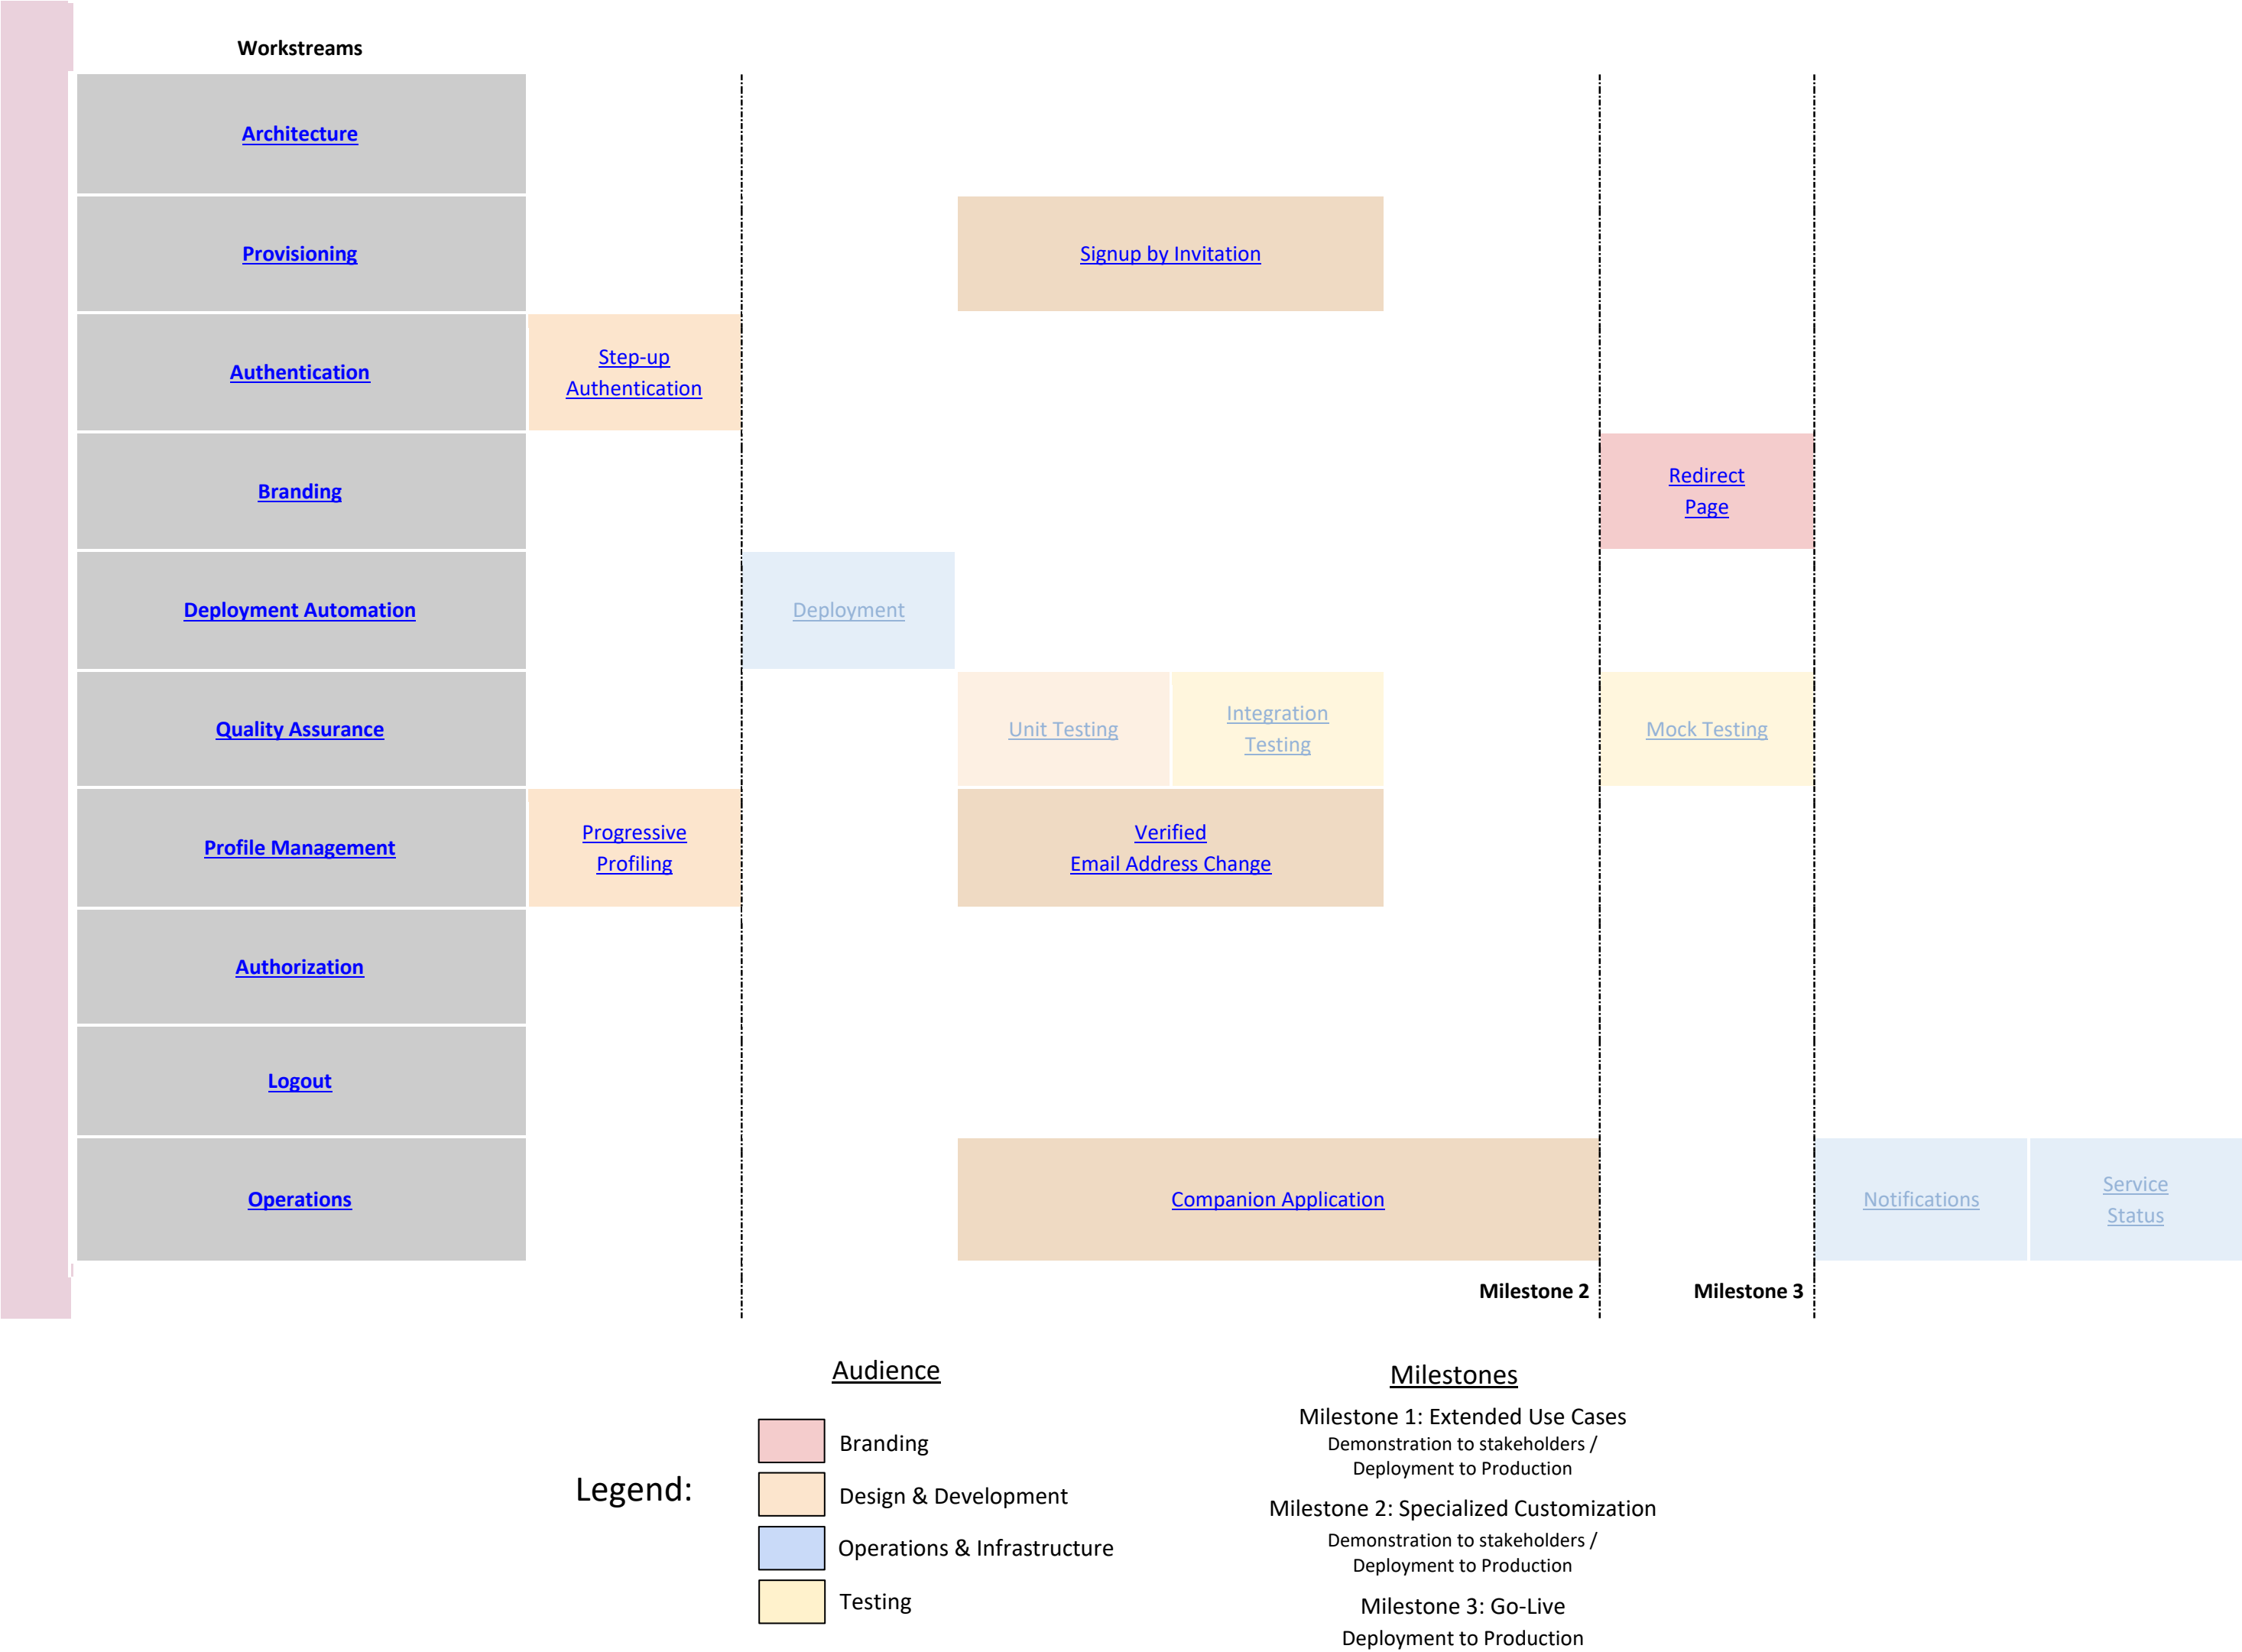 Workstreams
Architecture
Provisioning
Signup by Invitation
Authentication
Step-up
Authentication
Branding
Redirect
Page
Deployment Automation
Deployment
Quality Assurance
Unit Testing
Integration
Testing
Mock Testing
Profile Management
Progressive
Profiling
Verified
Email Address Change
Authorization
Logout
Operations
Companion Application
Notifications
Service
Status
Milestone 2
Milestone 3
Legend:
Audience
Branding
Design & Development
Operations & Infrastructure
Testing
Milestones
Milestone 1: Extended Use Cases
Demonstration to stakeholders /
Deployment to Production
Milestone 2: Specialized Customization
Demonstration to stakeholders /
Deployment to Production
Milestone 3: Go-Live
Deployment to Production